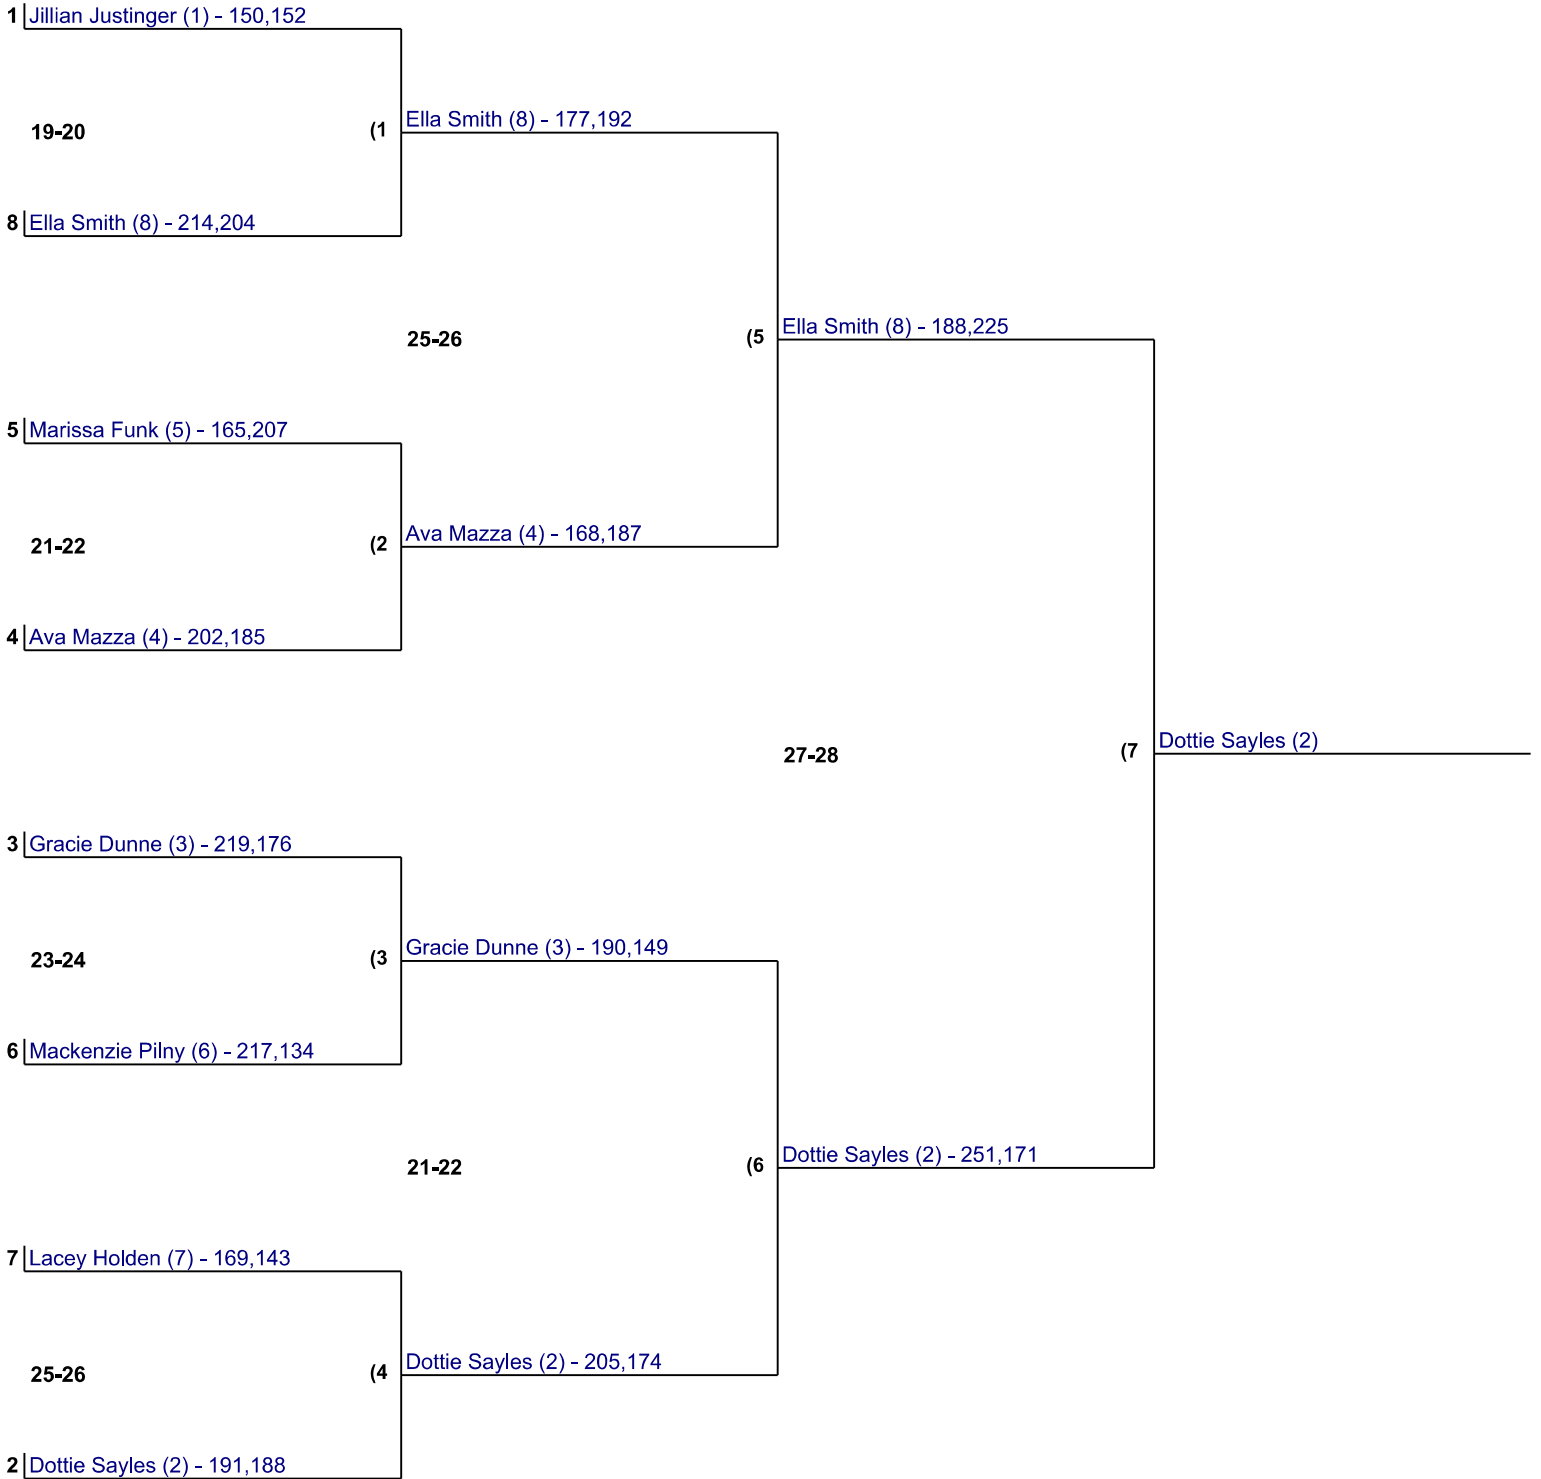 1 Jillian Justinger (1) - 150,152
Ella Smith (8) - 177,192
19-20 (1
8 Ella Smith (8) - 214,204
Ella Smith (8) - 188,225
25-26 (5
5 Marissa Funk (5) - 165,207
Ava Mazza (4) - 168,187
21-22 (2
4 Ava Mazza (4) - 202,185
Dottie Sayles (2)
27-28 (7
3 Gracie Dunne (3) - 219,176
Gracie Dunne (3) - 190,149
23-24 (3
6 Mackenzie Pilny (6) - 217,134
Dottie Sayles (2) - 251,171
21-22 (6
7 Lacey Holden (7) - 169,143
Dottie Sayles (2) - 205,174
25-26 (4
2 Dottie Sayles (2) - 191,188